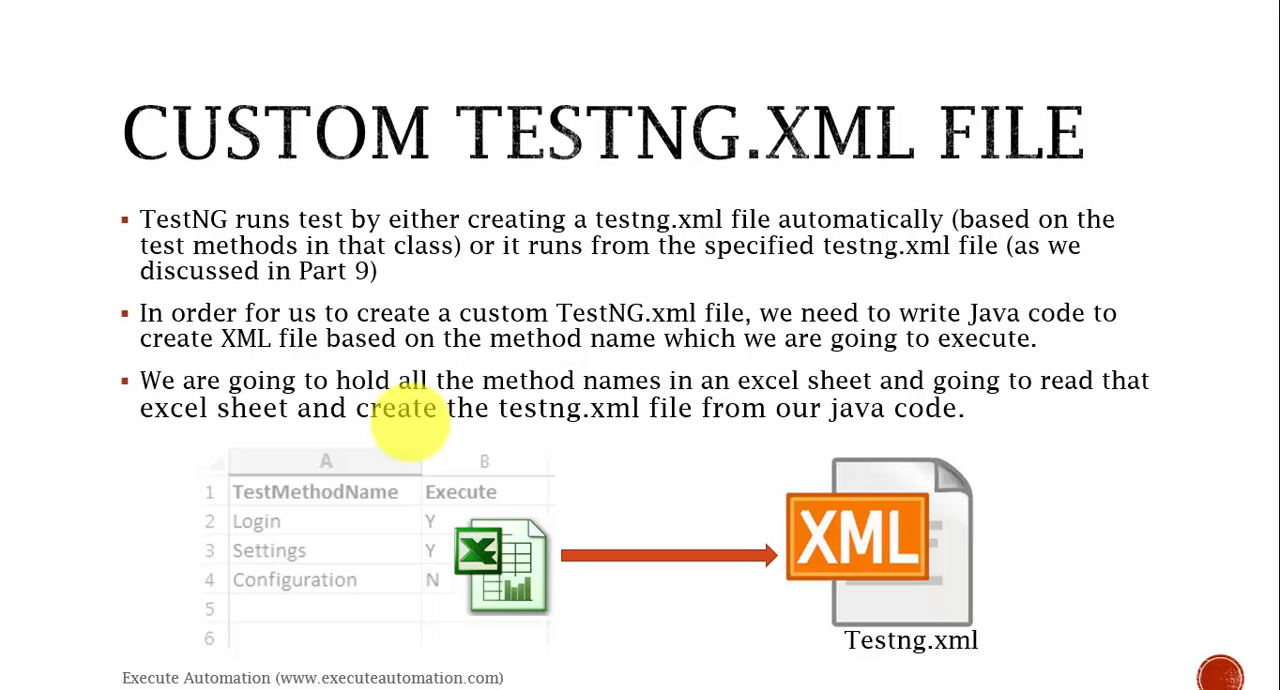 CUSTOM TESTNG.XML FILE
▪ TestNG runs test by either creating a testng.xml file automatically (based on the
test methods in that class) or it runs from the specified testng.xml file (as we
discussed in Part 9)
▪ In order for us to create a custom TestNG.xml file, we need to write Java code to
create XML file based on the method name which we are going to execute.
▪ We are going to hold all the method names in an excel sheet and going to read that
excel sheet and create the testng.xml file from our java code.
A B
1 TestMethodName Execute
2 Login Y
3 Settings Y
4 Configuration N
5
6
X
XML
Testng.xml
Execute Automation (www.executeautomation.com)